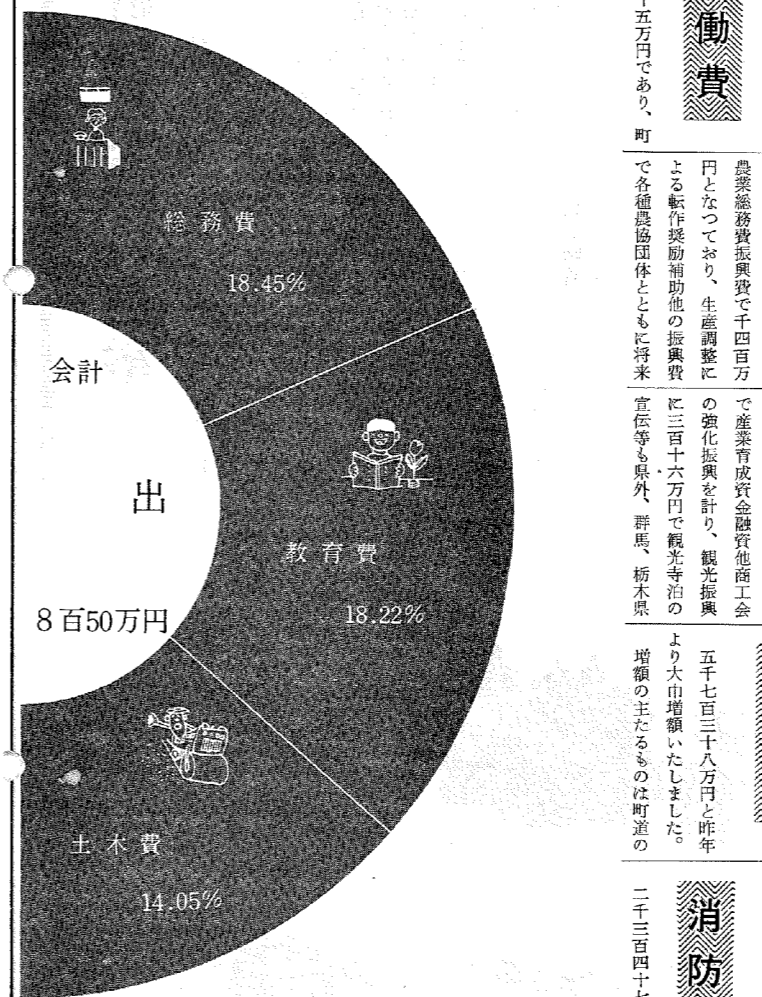 総務費
18.45%
会計
出
8百50万円
教育費
18.22%
土木費
14.05%
働費
十五万円であり、町
農業総務費振興費で千四百万
円となつており、生産調整に
よる転作奨励補助他の振興費
で各種農協団体とともに将来
で産業育成資金融資他商工会
の強化振興を計り、観光振興
に三百十六万円で観光寺泊の
宣伝等も県外、群馬、栃木県
五千七百三十八万円と昨年
より大巾増額いたしました。
増額の主たるものは町道の
消防
二千三百四十七